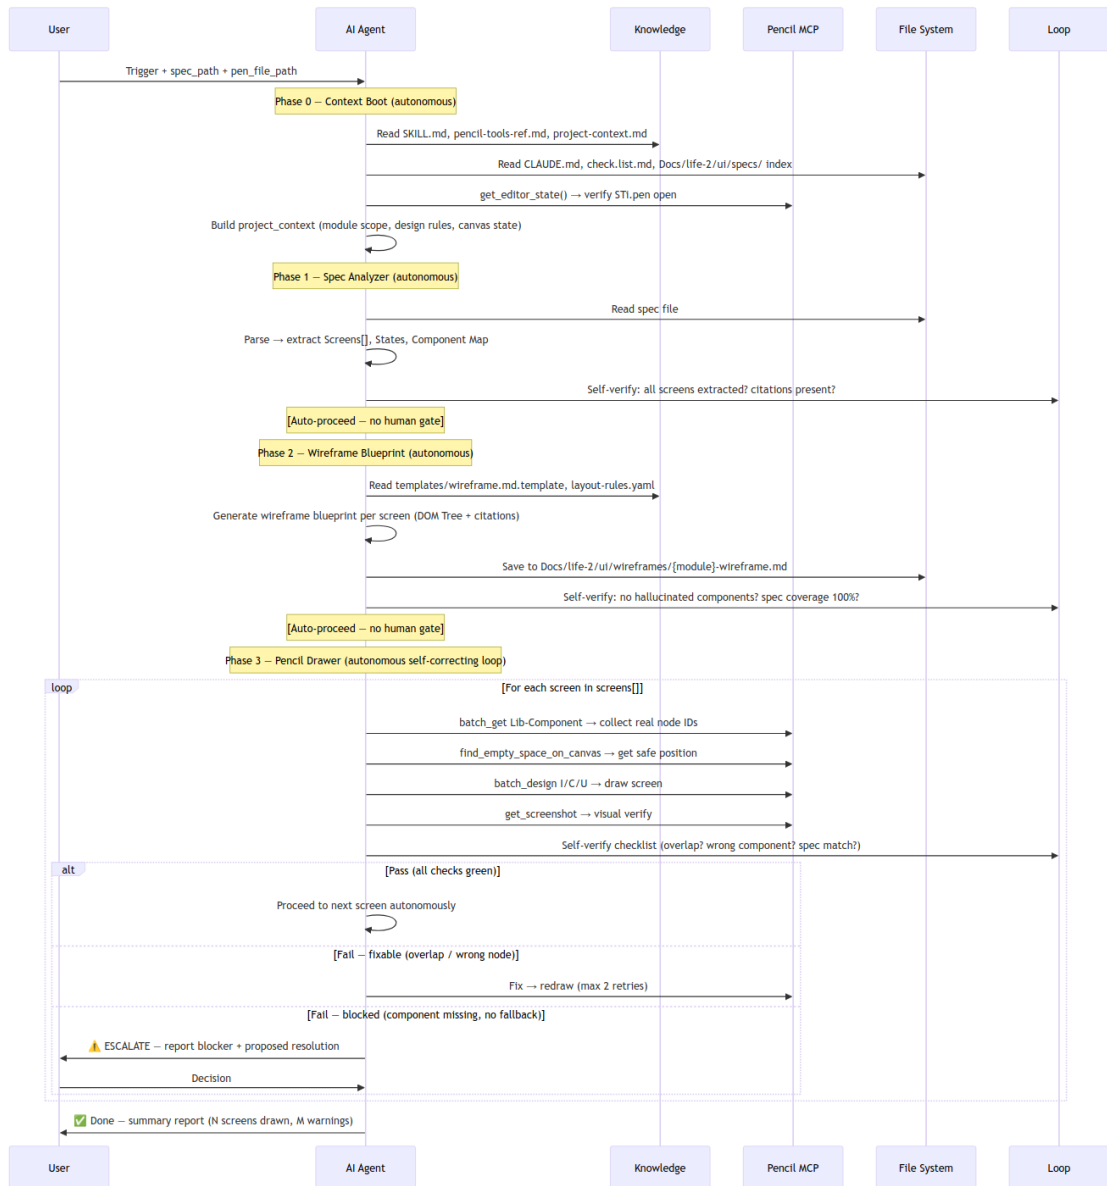 User
AI Agent
Knowledge
Pencil MCP
File System
Loop
Trigger + spec_path + pen_file_path
Phase 0 — Context Boot (autonomous)
Read SKILL.md, pencil-tools-ref.md, project-context.md
Read CLAUDE.md, check.list.md, Docs/life-2/ui/specs/ index
get_editor_state() → verify STI.pen open
Build project_context (module scope, design rules, canvas state)
Phase 1 — Spec Analyzer (autonomous)
Read spec file
Parse → extract Screens[], States, Component Map
Self-verify: all screens extracted? citations present?
[Auto-proceed — no human gate]
Phase 2 — Wireframe Blueprint (autonomous)
Read templates/wireframe.md.template, layout-rules.yaml
Generate wireframe blueprint per screen (DOM Tree + citations)
Save to Docs/life-2/ui/wireframes/{module}-wireframe.md
Self-verify: no hallucinated components? spec coverage 100%?
[Auto-proceed — no human gate]
Phase 3 — Pencil Drawer (autonomous self-correcting loop)
loop
[For each screen in screens[]]
batch_get Lib-Component → collect real node IDs
find_empty_space_on_canvas → get safe position
batch_design I/C/U → draw screen
get_screenshot → visual verify
Self-verify checklist (overlap? wrong component? spec match?)
alt
[Pass (all checks green)]
Proceed to next screen autonomously
[Fail — fixable (overlap / wrong node)]
Fix → redraw (max 2 retries)
[Fail — blocked (component missing, no fallback)]
⚠️ ESCALATE — report blocker + proposed resolution
Decision
✅ Done — summary report (N screens drawn, M warnings)
User
AI Agent
Knowledge
Pencil MCP
File System
Loop